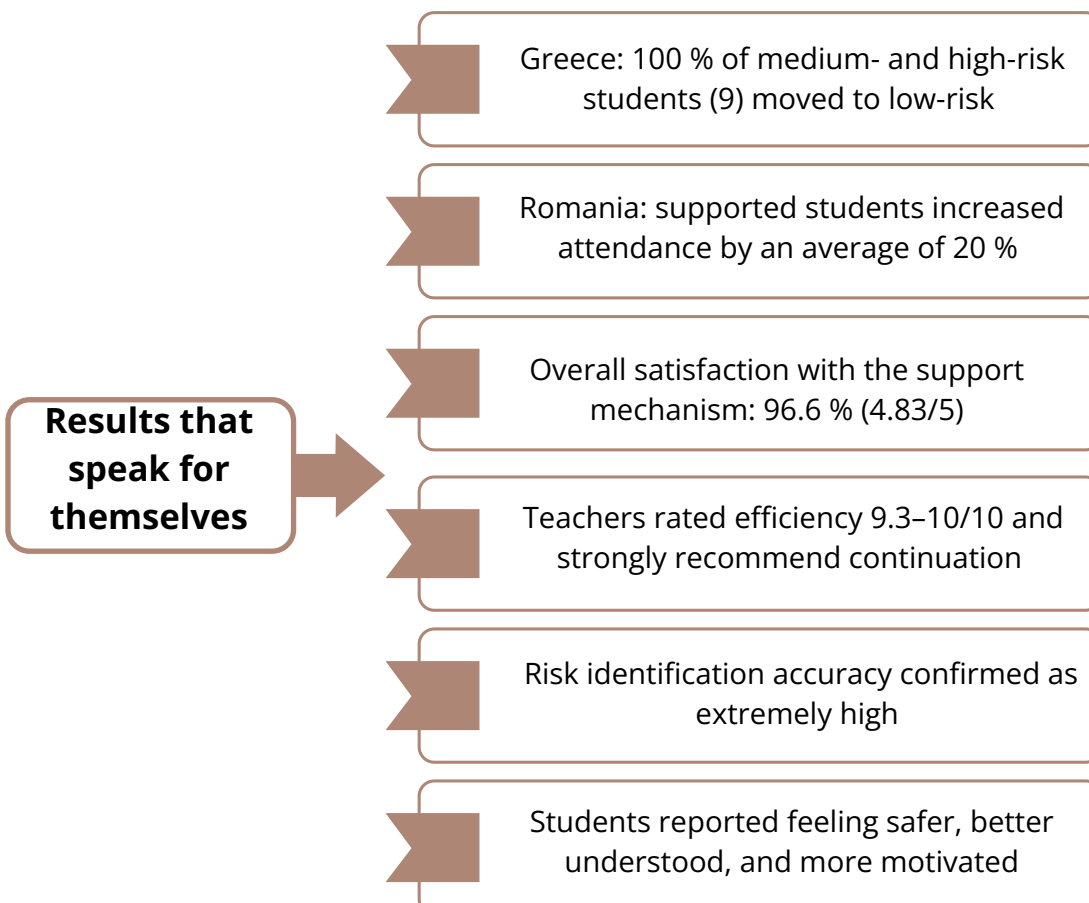 Greece: 100 % of medium- and high-risk
students (9) moved to low-risk
Romania: supported students increased
attendance by an average of 20 %
Overall satisfaction with the support
mechanism: 96.6 % (4.83/5)
Results that
speak for
themselves
Teachers rated efficiency 9.3–10/10 and
strongly recommend continuation
Risk identification accuracy confirmed as
extremely high
Students reported feeling safer, better
understood, and more motivated